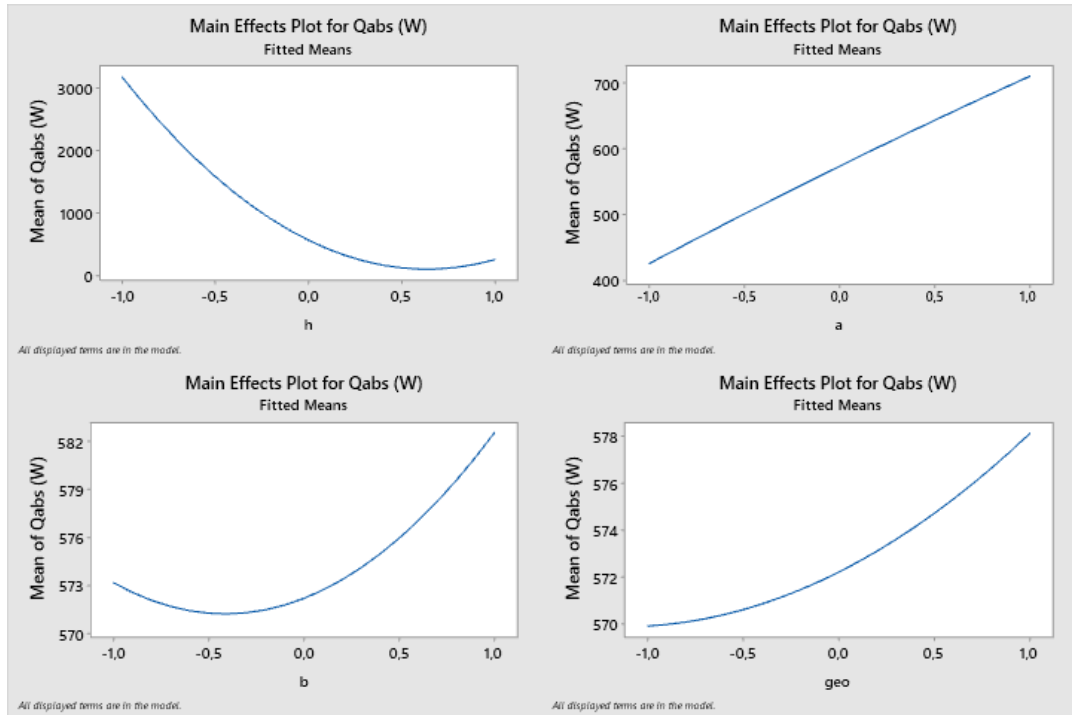 Main Effects Plot for Qabs (W)
Fitted Means
Mean of Qabs (W)
3000
2000
1000
0
-1,0 -0,5 0,0 0,5 1,0
h
All displayed terms are in the model.
Main Effects Plot for Qabs (W)
Fitted Means
Mean of Qabs (W)
700
600
500
400
-1,0 -0,5 0,0 0,5 1,0
a
All displayed terms are in the model.
Main Effects Plot for Qabs (W)
Fitted Means
Mean of Qabs (W)
582
579
576
573
570
-1,0 -0,5 0,0 0,5 1,0
b
All displayed terms are in the model.
Main Effects Plot for Qabs (W)
Fitted Means
Mean of Qabs (W)
578
576
574
572
570
-1,0 -0,5 0,0 0,5 1,0
geo
All displayed terms are in the model.